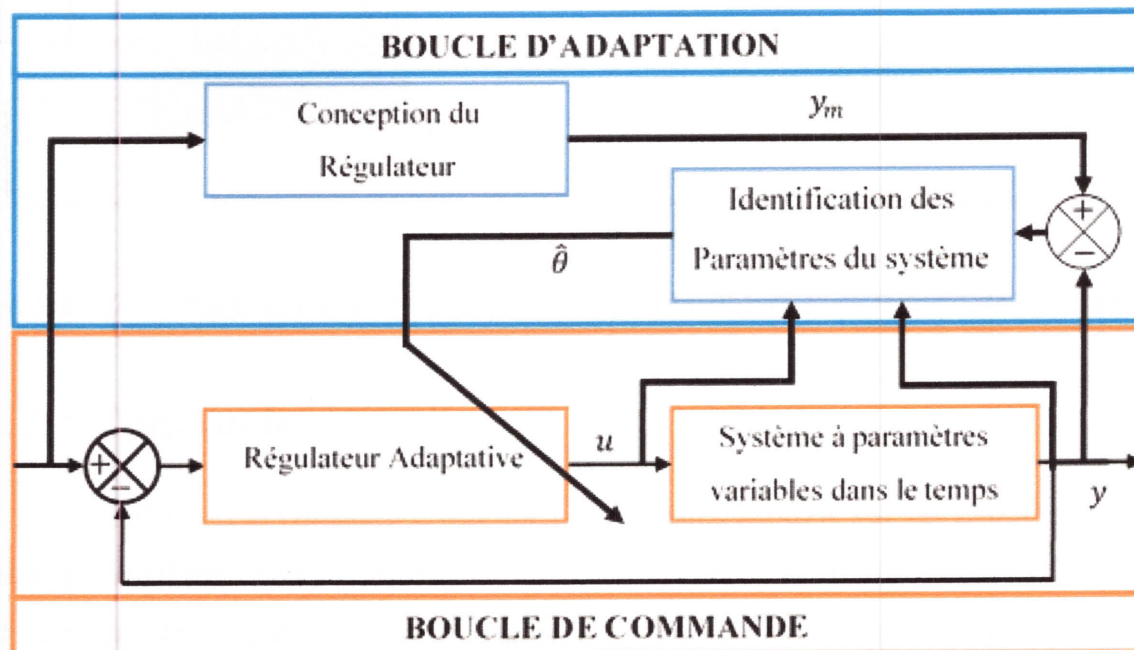 BOUCLE D'ADAPTATION
Conception du
Régulateur
y_m
+
−
Identification des
Paramètres du système
θ̂
+
−
Régulateur Adaptative
u
Système à paramètres
variables dans le temps
y
BOUCLE DE COMMANDE